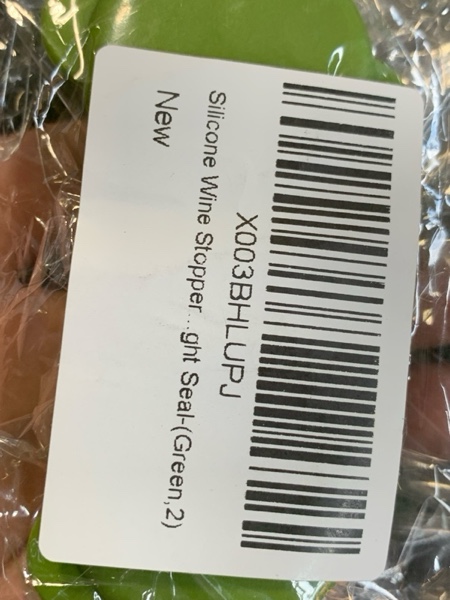 X003BHLUPJ
Silicone Wine Stopper...ght Seal-(Green,2)
New